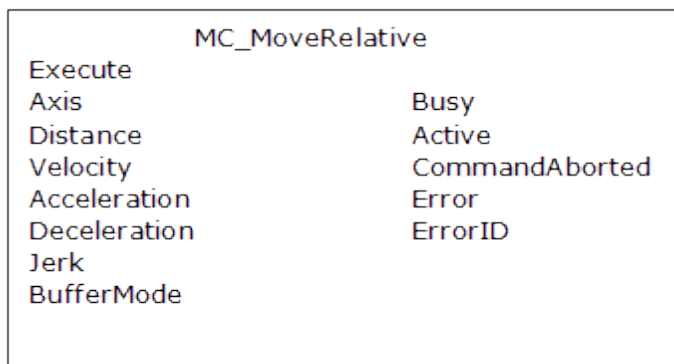 MC_MoveRelative
Execute
Axis Busy
Distance Active
Velocity CommandAborted
Acceleration Error
Deceleration ErrorID
Jerk
BufferMode